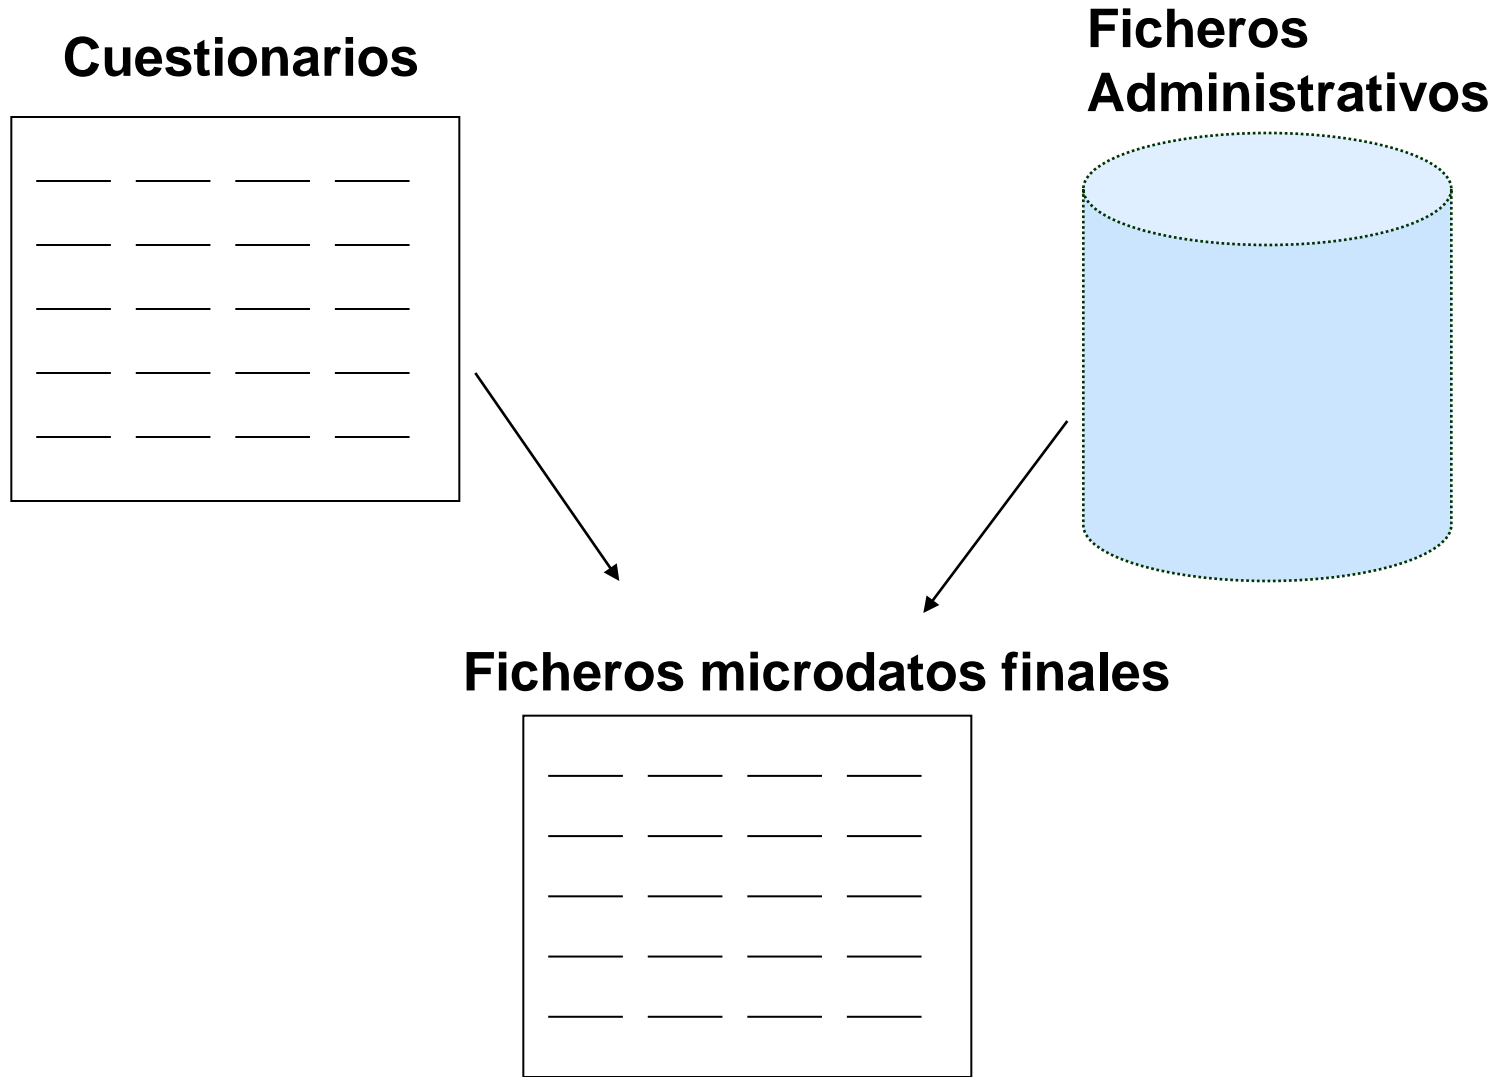 Cuestionarios
Ficheros
Administrativos
Ficheros microdatos finales